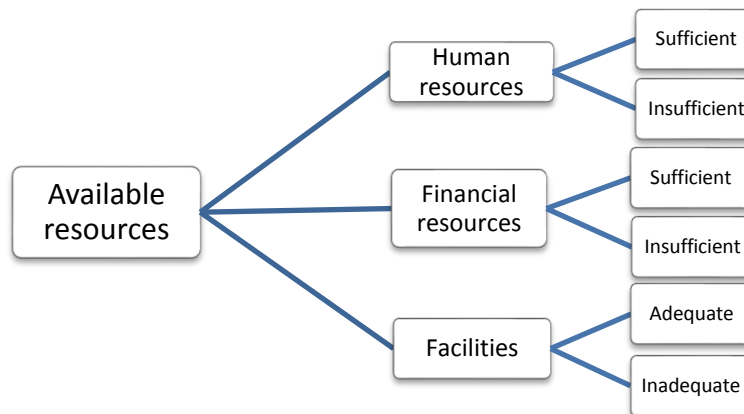 Available
resources
Human
resources
Sufficient
Insufficient
Financial
resources
Sufficient
Insufficient
Facilities
Adequate
Inadequate